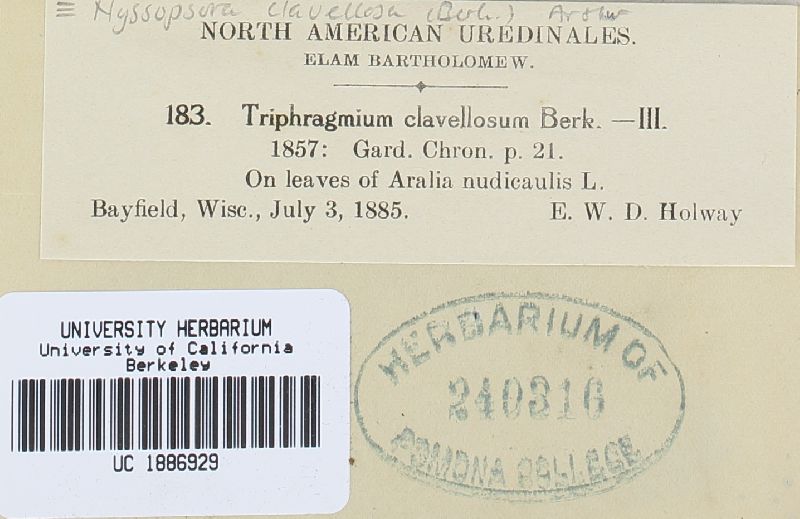 ≡ Nyssopsora clavellosa (Berk.) Arthur
NORTH AMERICAN UREDINALES.
ELAM BARTHOLOMEW.
183. Triphragmium clavellosum Berk. —III.
1857: Gard. Chron. p. 21.
On leaves of Aralia nudicaulis L.
Bayfield, Wisc., July 3, 1885. E. W. D. Holway
UNIVERSITY HERBARIUM
University of California
Berkeley
UC 1886929
HERBARIUM OF
240316
POMONA COLLEGE